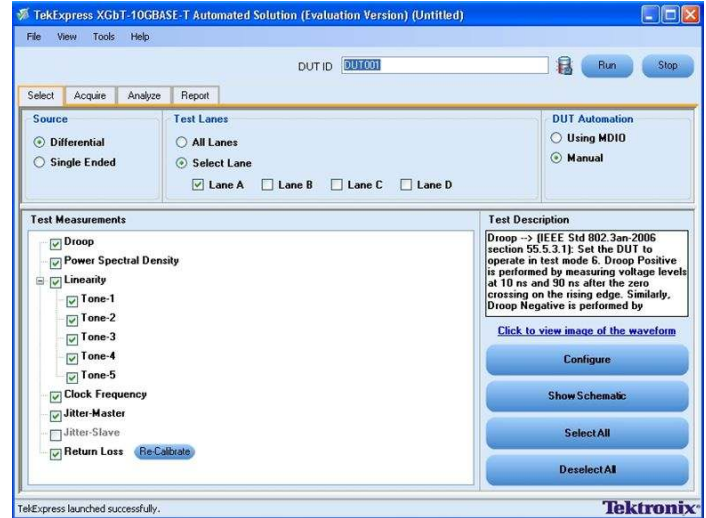 TekExpress XGbT-10GBASE-T Automated Solution (Evaluation Version) (Untitled)
File View Tools Help
DUT ID DUT001 Run Stop
Select Acquire Analyze Report
Source
Differential
Single Ended
Test Lanes
All Lanes
Select Lane
Lane A Lane B Lane C Lane D
DUT Automation
Using MDIO
Manual
Test Measurements
Droop
Power Spectral Density
Linearity
Tone-1
Tone-2
Tone-3
Tone-4
Tone-5
Clock Frequency
Jitter-Master
Jitter-Slave
Return Loss Re-Calibrate
Test Description
Droop --> (IEEE Std 802.3an-2006
section 55.5.3.1): Set the DUT to
operate in test mode 6. Droop Positive
is performed by measuring voltage levels
at 10 ns and 90 ns after the zero
crossing on the rising edge. Similarly,
Droop Negative is performed by
Click to view image of the waveform
Configure
Show Schematic
Select All
Deselect All
TekExpress launched successfully.
Tektronix